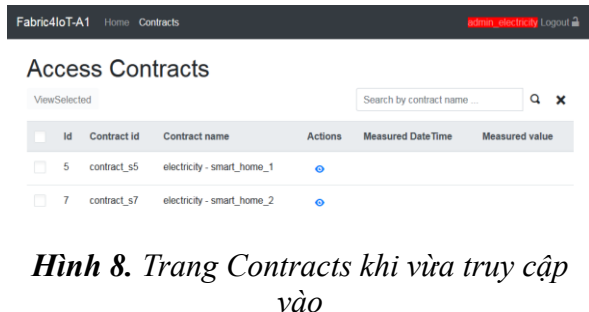 Fabric4IoT-A1 Home Contracts admin_electricity Logout
Access Contracts
ViewSelected Search by contract name ...
Id Contract id Contract name Actions Measured DateTime Measured value
5 contract_s5 electricity - smart_home_1
7 contract_s7 electricity - smart_home_2
Hình 8. Trang Contracts khi vừa truy cập
vào